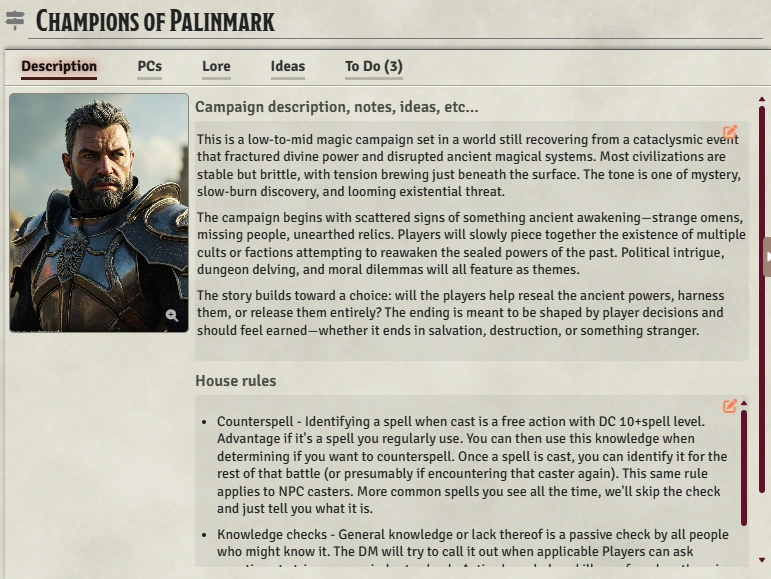 Champions of Palinmark
Description PCs Lore Ideas To Do (3)
Campaign description, notes, ideas, etc...
This is a low-to-mid magic campaign set in a world still recovering from a cataclysmic event
that fractured divine power and disrupted ancient magical systems. Most civilizations are
stable but brittle, with tension brewing just beneath the surface. The tone is one of mystery,
slow-burn discovery, and looming existential threat.
The campaign begins with scattered signs of something ancient awakening—strange omens,
missing people, unearthed relics. Players will slowly piece together the existence of multiple
cults or factions attempting to reawaken the sealed powers of the past. Political intrigue,
dungeon delving, and moral dilemmas will all feature as themes.
The story builds toward a choice: will the players help reseal the ancient powers, harness
them, or release them entirely? The ending is meant to be shaped by player decisions and
should feel earned—whether it ends in salvation, destruction, or something stranger.
House rules
• Counterspell - Identifying a spell when cast is a free action with DC 10+spell level.
Advantage if it's a spell you regularly use. You can then use this knowledge when
determining if you want to counterspell. Once a spell is cast, you can identify it for the
rest of that battle (or presumably if encountering that caster again). This same rule
applies to NPC casters. More common spells you see all the time, we'll skip the check
and just tell you what it is.
• Knowledge checks - General knowledge or lack thereof is a passive check by all people
who might know it. The DM will try to call it out when applicable Players can ask